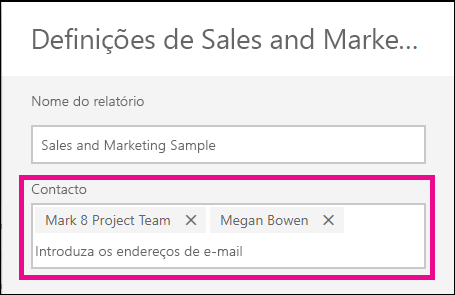 Definições de Sales and Marke...
Nome do relatório
Sales and Marketing Sample
Contacto
Mark 8 Project Team × Megan Bowen ×
Introduza os endereços de e-mail